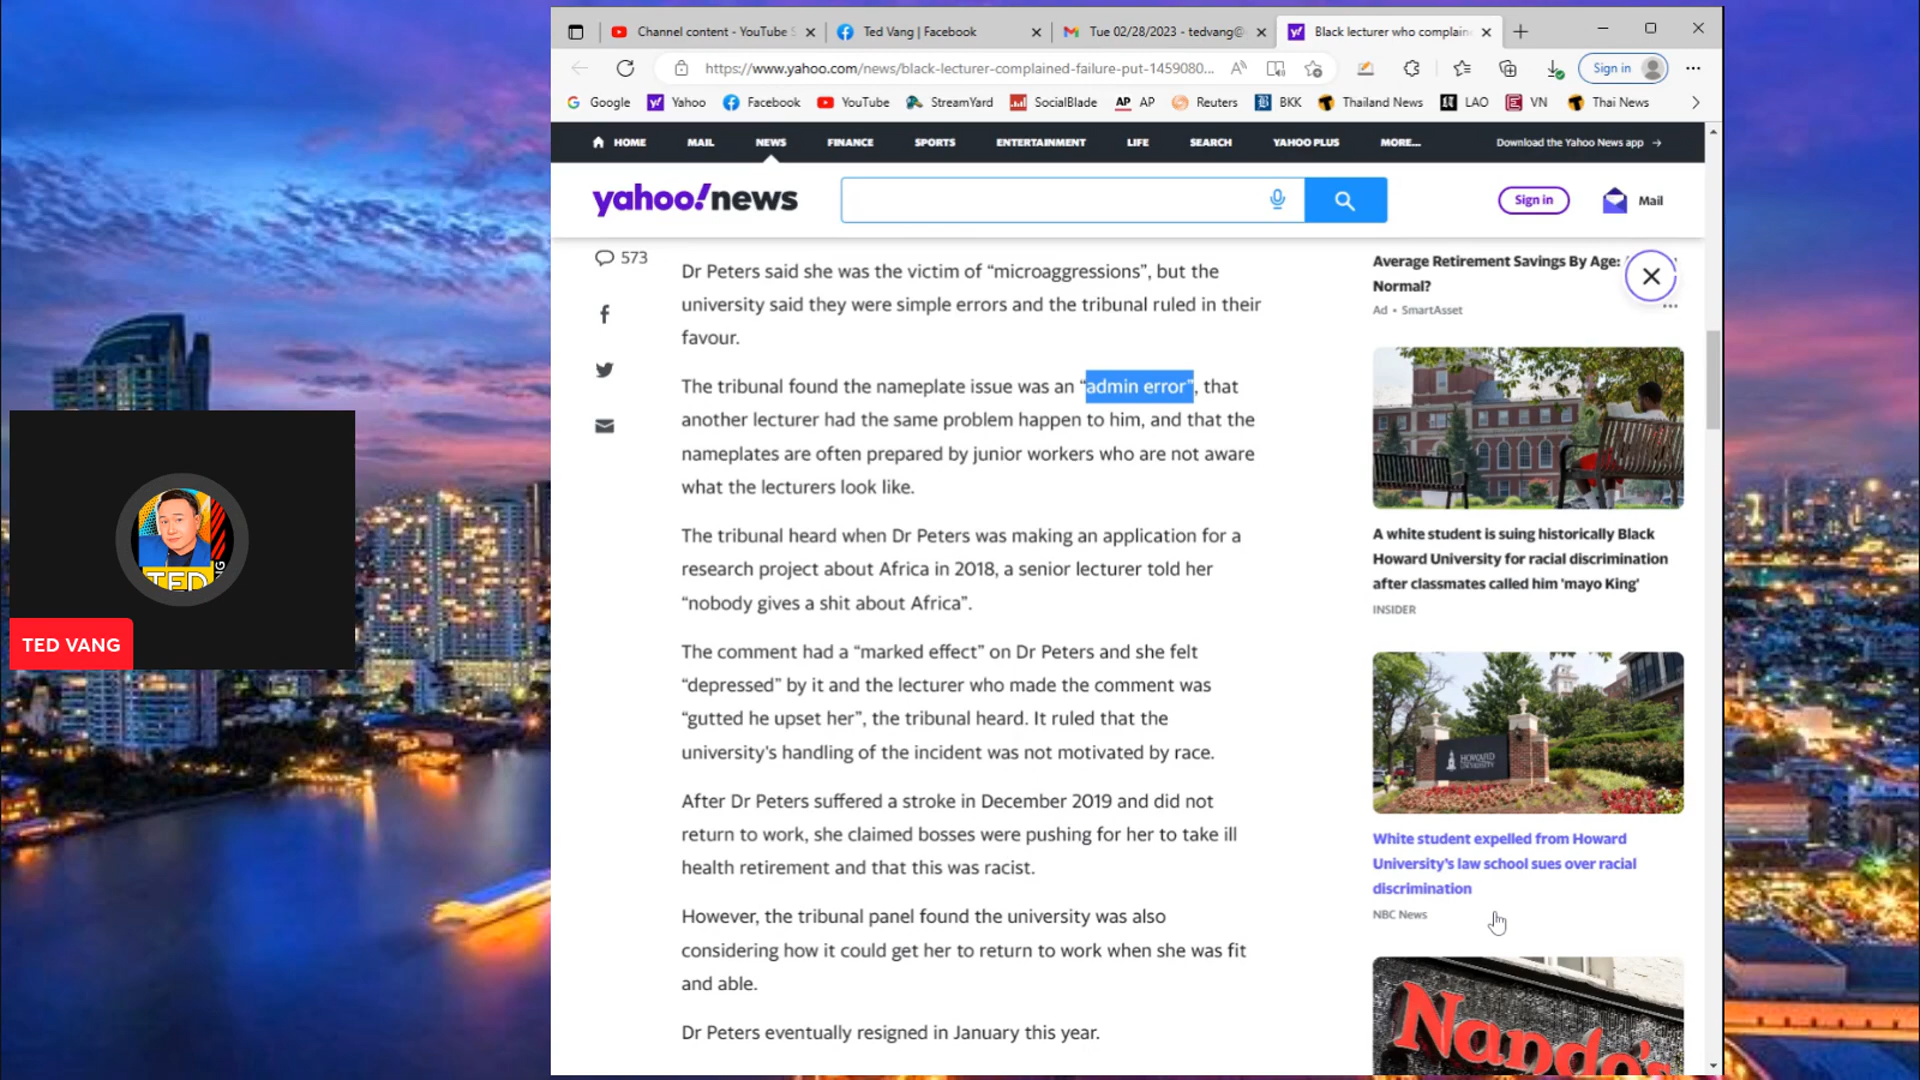 Channel content - YouTube S
Ted Vang | Facebook
Tue 02/28/2023 - tedvang@
Black lecturer who complain
https://www.yahoo.com/news/black-lecturer-complained-failure-put-1459080...
Sign in
Google
Yahoo
Facebook
YouTube
StreamYard
SocialBlade
AP AP
Reuters
BKK
Thailand News
LAO
VN
Thai News
HOME MAIL NEWS FINANCE SPORTS ENTERTAINMENT LIFE SEARCH YAHOO PLUS MORE...
Download the Yahoo News app →
yahoo!news
Sign in
Mail
573
Dr Peters said she was the victim of “microaggressions”, but the
university said they were simple errors and the tribunal ruled in their
favour.
The tribunal found the nameplate issue was an “admin error”, that
another lecturer had the same problem happen to him, and that the
nameplates are often prepared by junior workers who are not aware
what the lecturers look like.
The tribunal heard when Dr Peters was making an application for a
research project about Africa in 2018, a senior lecturer told her
“nobody gives a shit about Africa”.
The comment had a “marked effect” on Dr Peters and she felt
“depressed” by it and the lecturer who made the comment was
“gutted he upset her”, the tribunal heard. It ruled that the
university’s handling of the incident was not motivated by race.
After Dr Peters suffered a stroke in December 2019 and did not
return to work, she claimed bosses were pushing for her to take ill
health retirement and that this was racist.
However, the tribunal panel found the university was also
considering how it could get her to return to work when she was fit
and able.
Dr Peters eventually resigned in January this year.
Average Retirement Savings By Age:
Normal?
Ad • SmartAsset
A white student is suing historically Black
Howard University for racial discrimination
after classmates called him 'mayo King'
INSIDER
HOWARD
UNIVERSITY
White student expelled from Howard
University's law school sues over racial
discrimination
NBC News
Nando's
TED
TED VANG